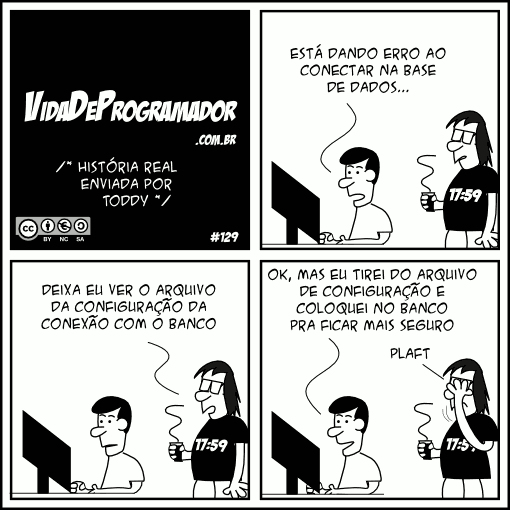 VIDADEPROGRAMADOR
.COM.BR
/* HISTÓRIA REAL
ENVIADA POR
TODDY */
cc
BY NC SA
#129
ESTÁ DANDO ERRO AO
CONECTAR NA BASE
DE DADOS...
17:59
DEIXA EU VER O ARQUIVO
DA CONFIGURAÇÃO DA
CONEXÃO COM O BANCO
17:59
OK, MAS EU TIREI DO ARQUIVO
DE CONFIGURAÇÃO E
COLOQUEI NO BANCO
PRA FICAR MAIS SEGURO
PLAFT
17:59